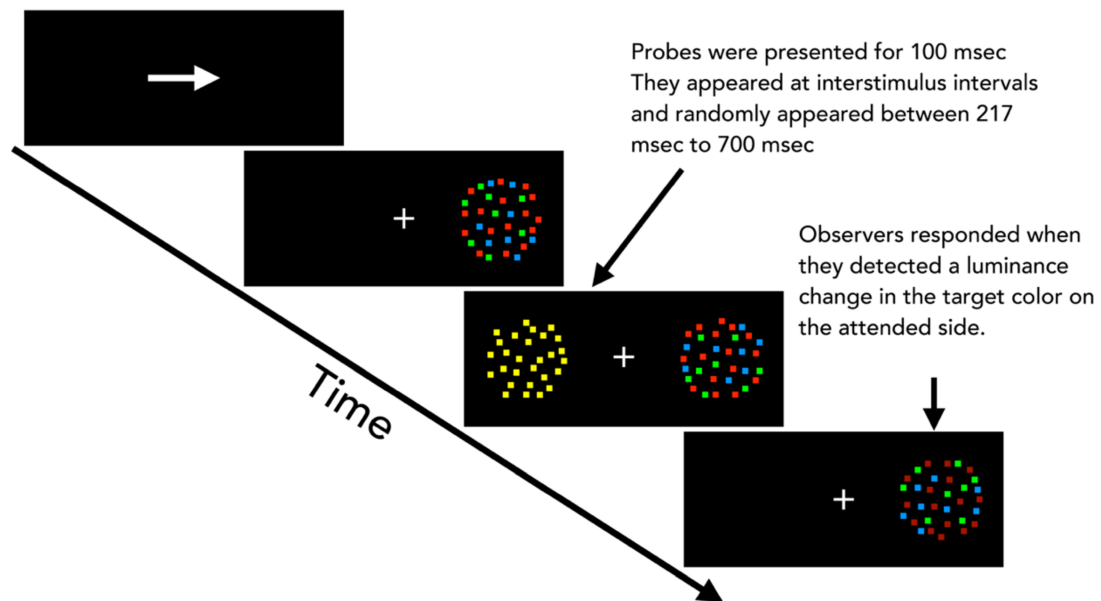 Probes were presented for 100 msec
They appeared at interstimulus intervals
and randomly appeared between 217
msec to 700 msec
Observers responded when
they detected a luminance
change in the target color on
the attended side.
Time